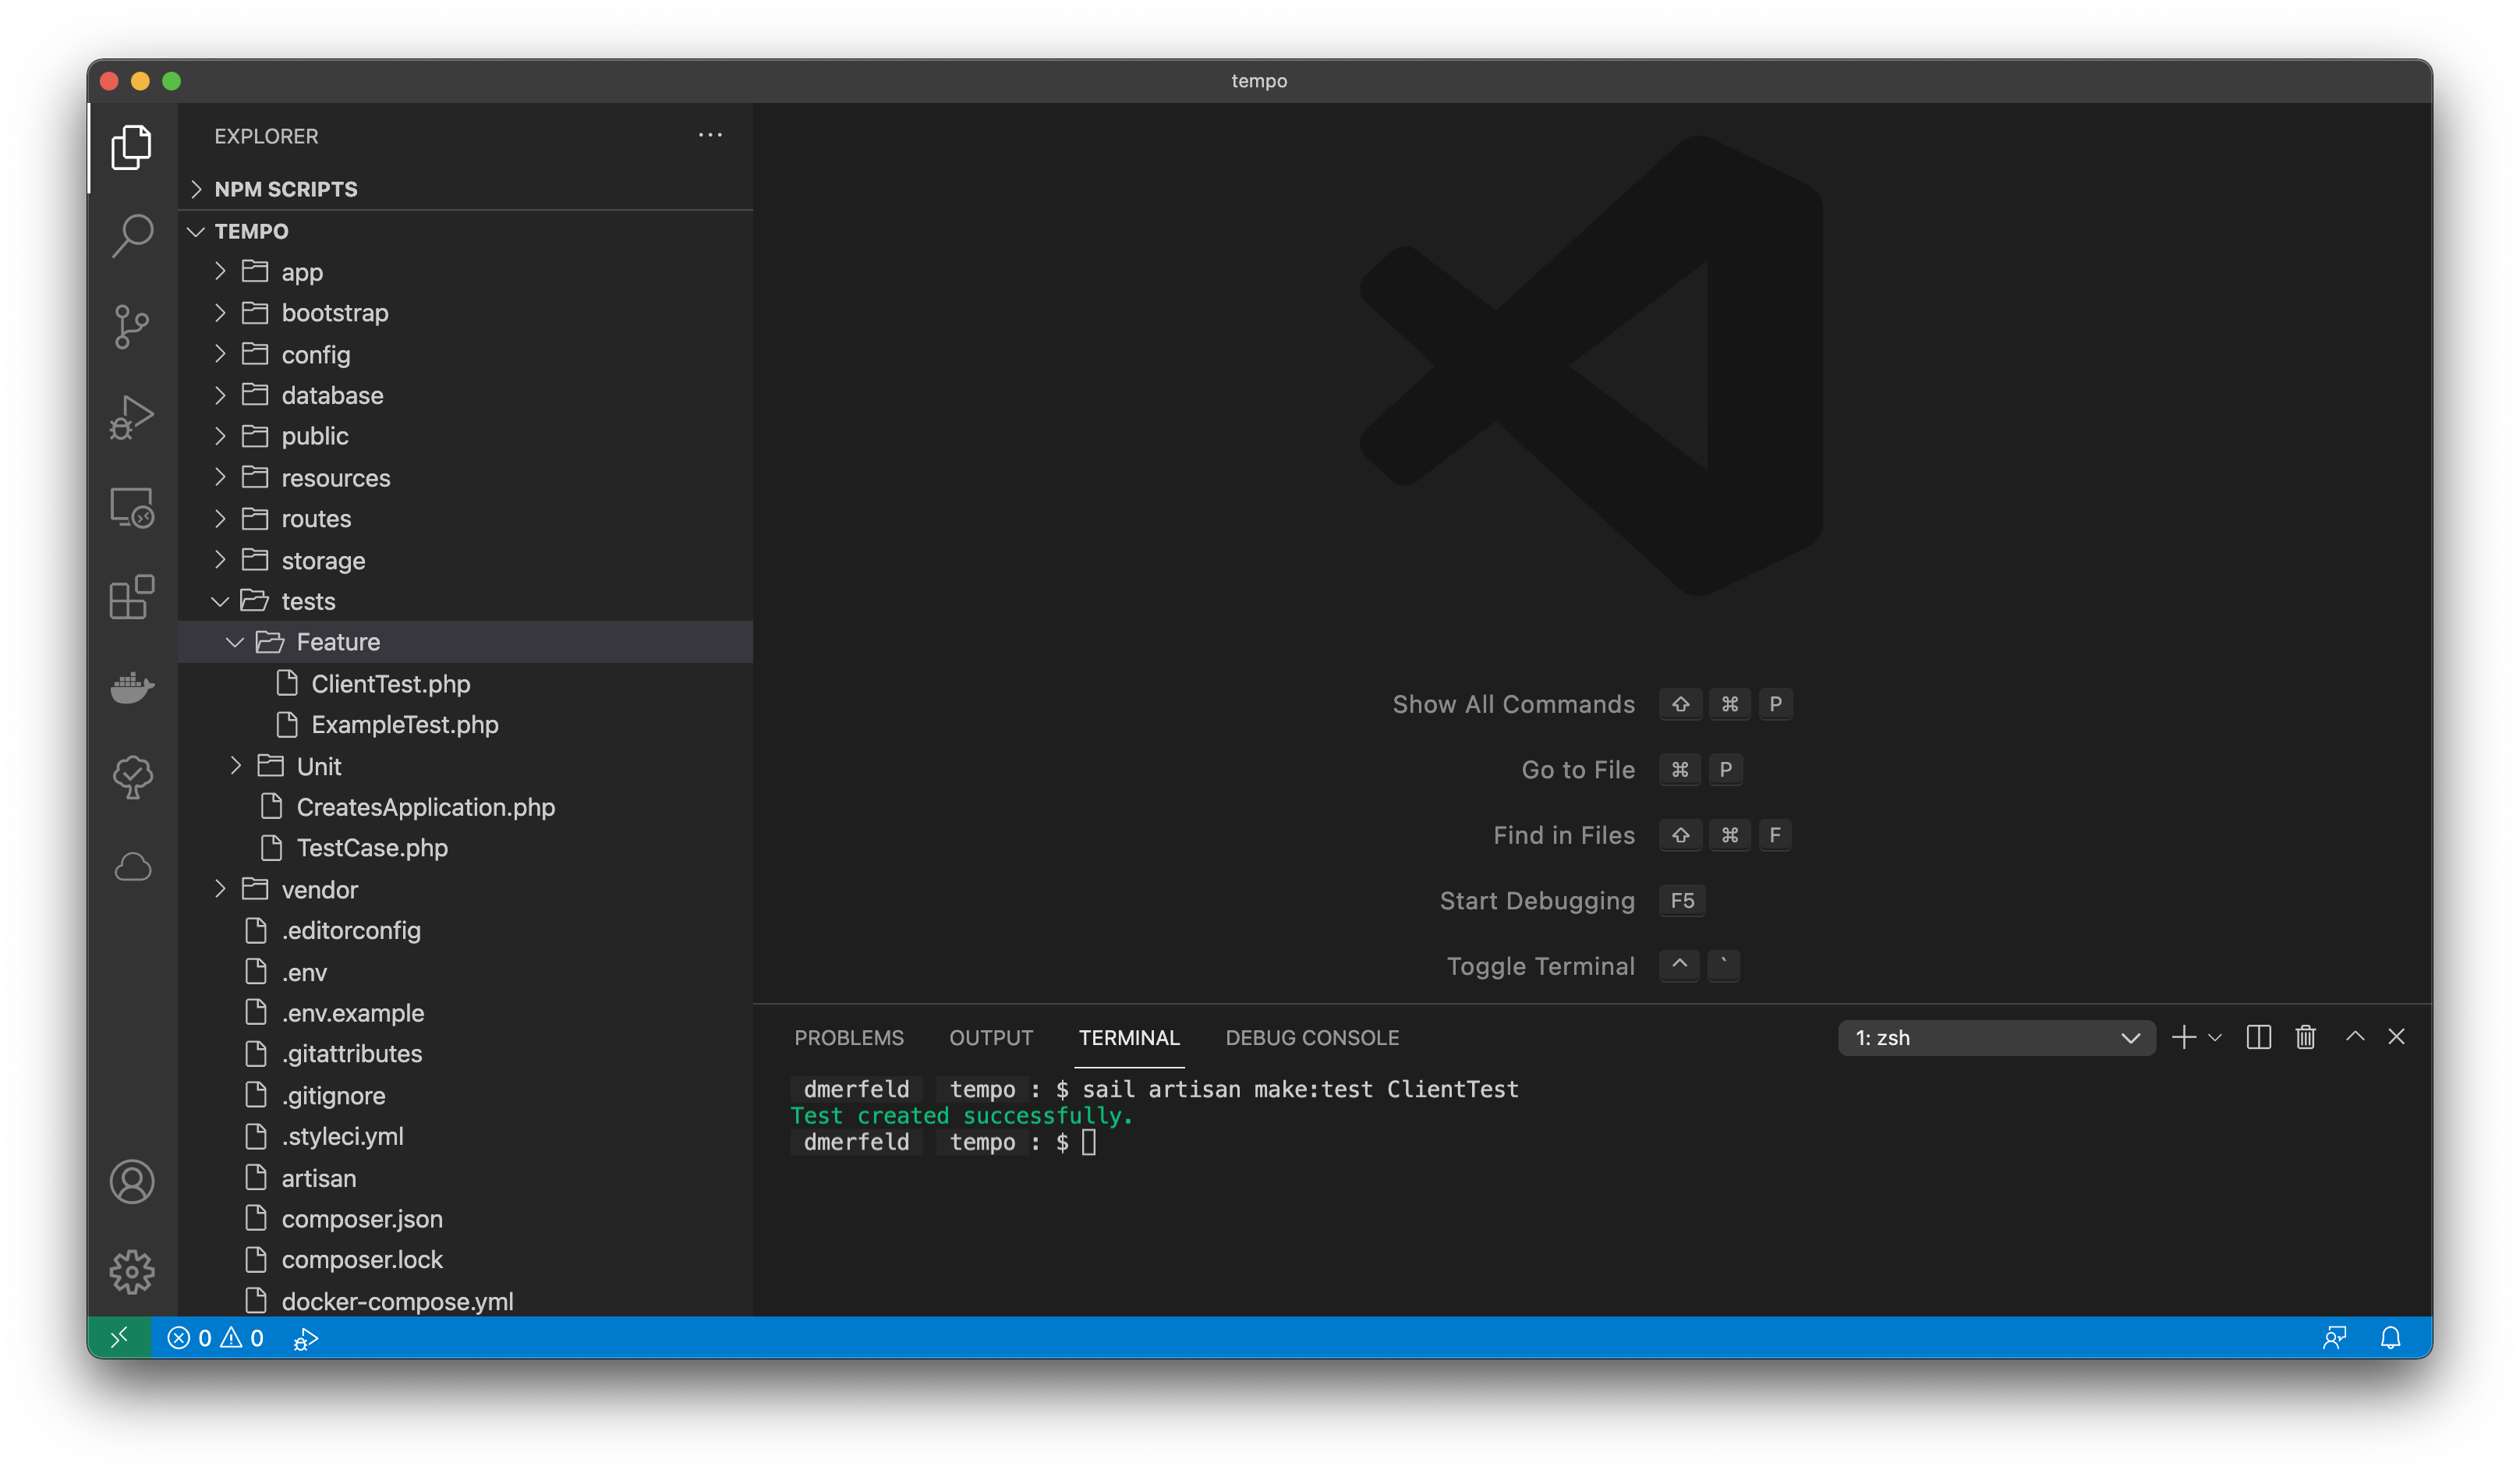 tempo
EXPLORER
NPM SCRIPTS
TEMPO
app
bootstrap
config
database
public
resources
routes
storage
tests
Feature
ClientTest.php
ExampleTest.php
Unit
CreatesApplication.php
TestCase.php
vendor
.editorconfig
.env
.env.example
.gitattributes
.gitignore
.styleci.yml
artisan
composer.json
composer.lock
docker-compose.yml
Show All Commands ⇧ ⌘ P
Go to File ⌘ P
Find in Files ⇧ ⌘ F
Start Debugging F5
Toggle Terminal ^ `
PROBLEMS OUTPUT TERMINAL DEBUG CONSOLE 1: zsh
dmerfeld tempo : $ sail artisan make:test ClientTest
Test created successfully.
dmerfeld tempo : $
0 0